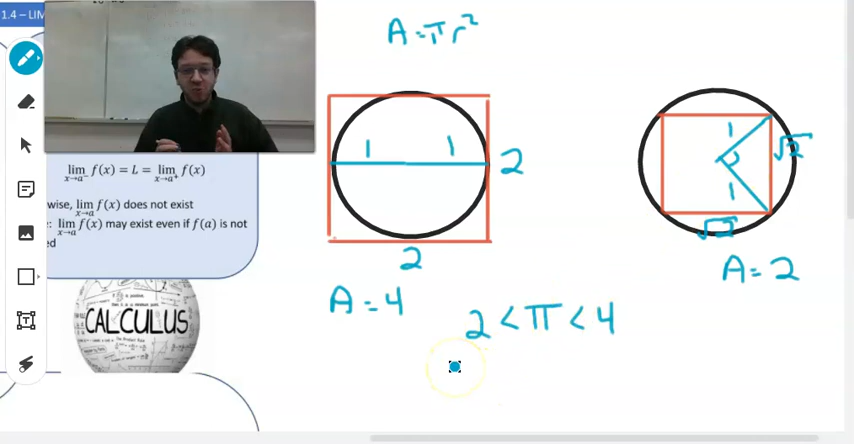 1.4 – LIM
A = πr²
lim f(x) = L = lim f(x)
x→a⁻ x→a⁺
wise, lim f(x) does not exist
x→a
: lim f(x) may exist even if f(a) is not
x→a
ed
CALCULUS
1 1
2
2
A = 4
1
1
√2
√2
A = 2
2 < π < 4